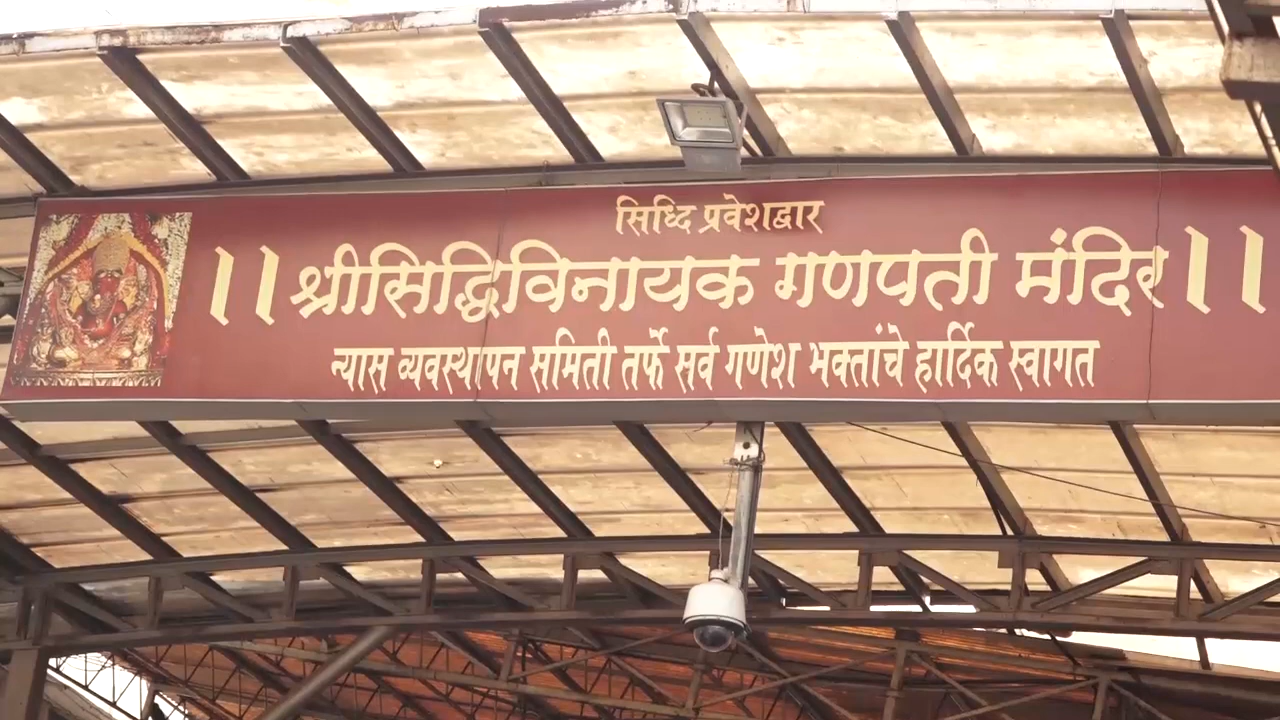 सिध्दि प्रवेशद्वार
।। श्रीसिद्धिविनायक गणपती मंदिर ।।
न्यास व्यवस्थापन समिती तर्फे सर्व गणेश भक्तांचे हार्दिक स्वागत